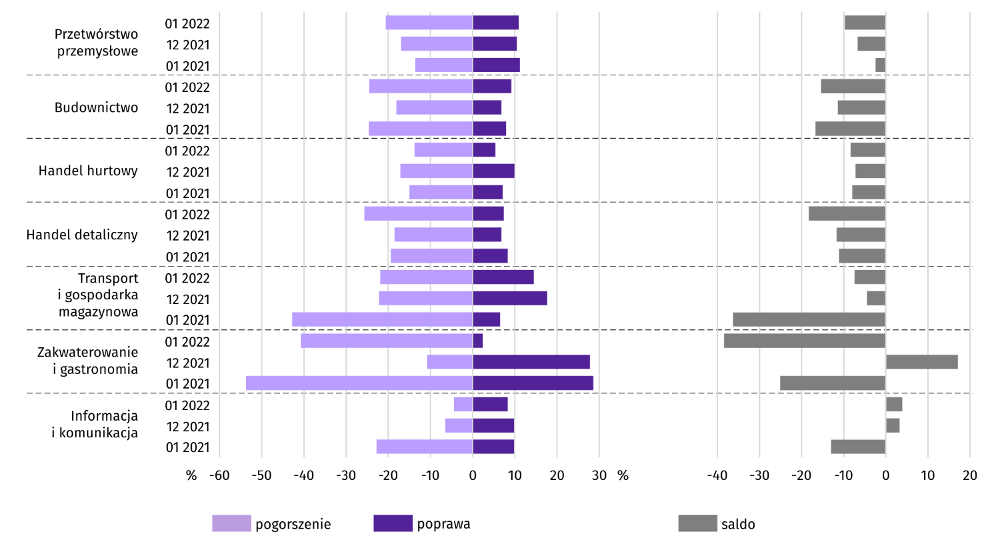 Przetwórstwo
przemysłowe
01 2022
12 2021
01 2021
Budownictwo
01 2022
12 2021
01 2021
Handel hurtowy
01 2022
12 2021
01 2021
Handel detaliczny
01 2022
12 2021
01 2021
Transport
i gospodarka
magazynowa
01 2022
12 2021
01 2021
Zakwaterowanie
i gastronomia
01 2022
12 2021
01 2021
Informacja
i komunikacja
01 2022
12 2021
01 2021
% -60 -50 -40 -30 -20 -10 0 10 20 30 % -40 -30 -20 -10 0 10 20
pogorszenie poprawa saldo